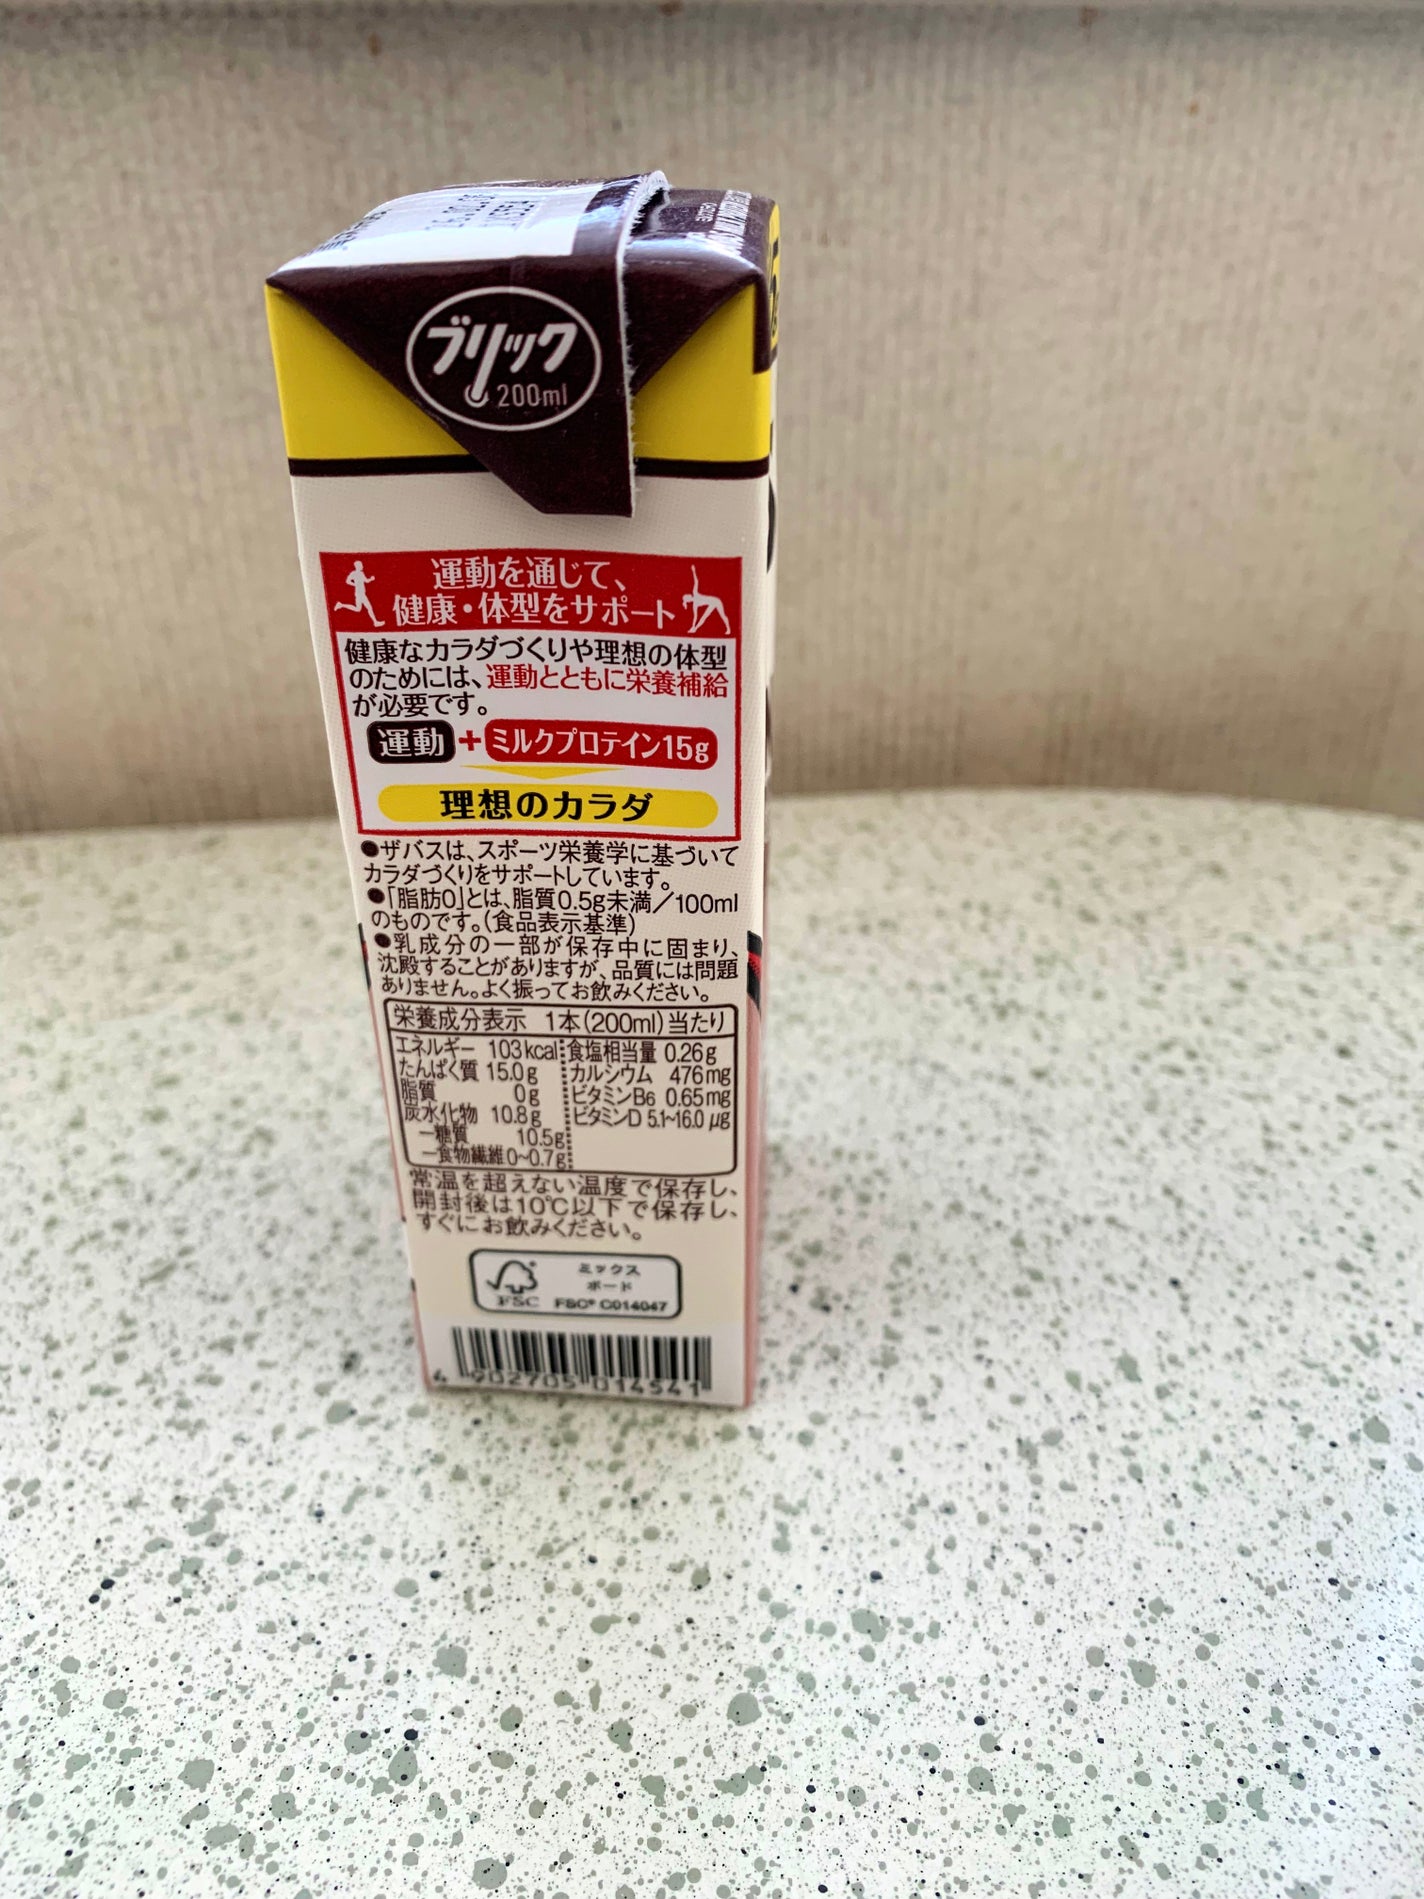 ブリック
200ml
運動を通じて、
健康・体型をサポート
健康なカラダづくりや理想の体型
のためには、運動とともに栄養補給
が必要です。
運動+ミルクプロテイン15g
理想のカラダ
●ザバスは、スポーツ栄養学に基づいて
カラダづくりをサポートしています。
●「脂肪0」とは、脂質0.5g未満/100ml
のものです。(食品表示基準)
●乳成分の一部が保存中に固まり、
沈殿することがありますが、品質には問題
ありません。よく振ってお飲みください。
栄養成分表示 1本(200ml)当たり
エネルギー 103kcal 食塩相当量 0.26g
たんぱく質 15.0g カルシウム 476mg
脂質 0g ビタミンB6 0.65mg
炭水化物 10.8g ビタミンD 5.1~16.0μg
ー糖質 10.5g
ー食物繊維 0~0.7g
常温を超えない温度で保存し、
開封後は10℃以下で保存し、
すぐにお飲みください。
ミックス
ボード
FSC FSC® C014047
4 902705 014541